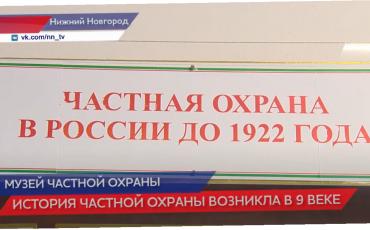 Нижний Новгород
vk.com/nn_tv
ЧАСТНАЯ ОХРАНА
В РОССИИ ДО 1922 ГОДА
МУЗЕЙ ЧАСТНОЙ ОХРАНЫ
ИСТОРИЯ ЧАСТНОЙ ОХРАНЫ ВОЗНИКЛА В 9 ВЕКЕ